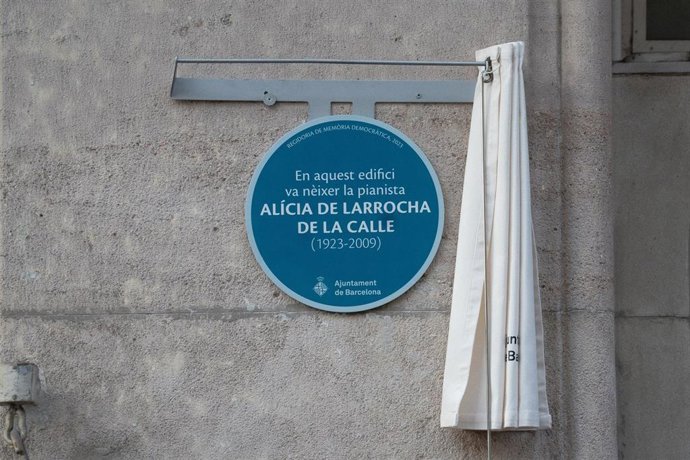 REGIDORIA DE MEMÒRIA DEMOCRÀTICA, 2023
En aquest edifici
va nèixer la pianista
ALÍCIA DE LARROCHA
DE LA CALLE
(1923-2009)
Ajuntament
de Barcelona